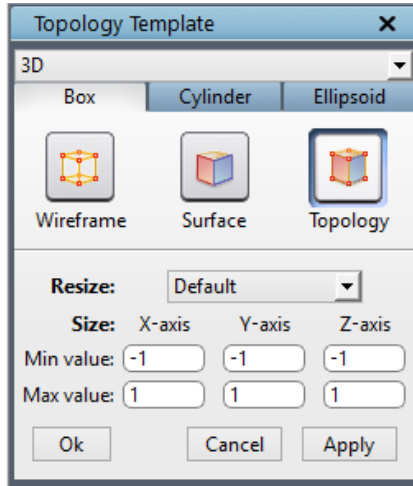 Topology Template
3D
Box Cylinder Ellipsoid
Wireframe Surface Topology
Resize: Default
Size: X-axis Y-axis Z-axis
Min value: -1 -1 -1
Max value: 1 1 1
Ok Cancel Apply